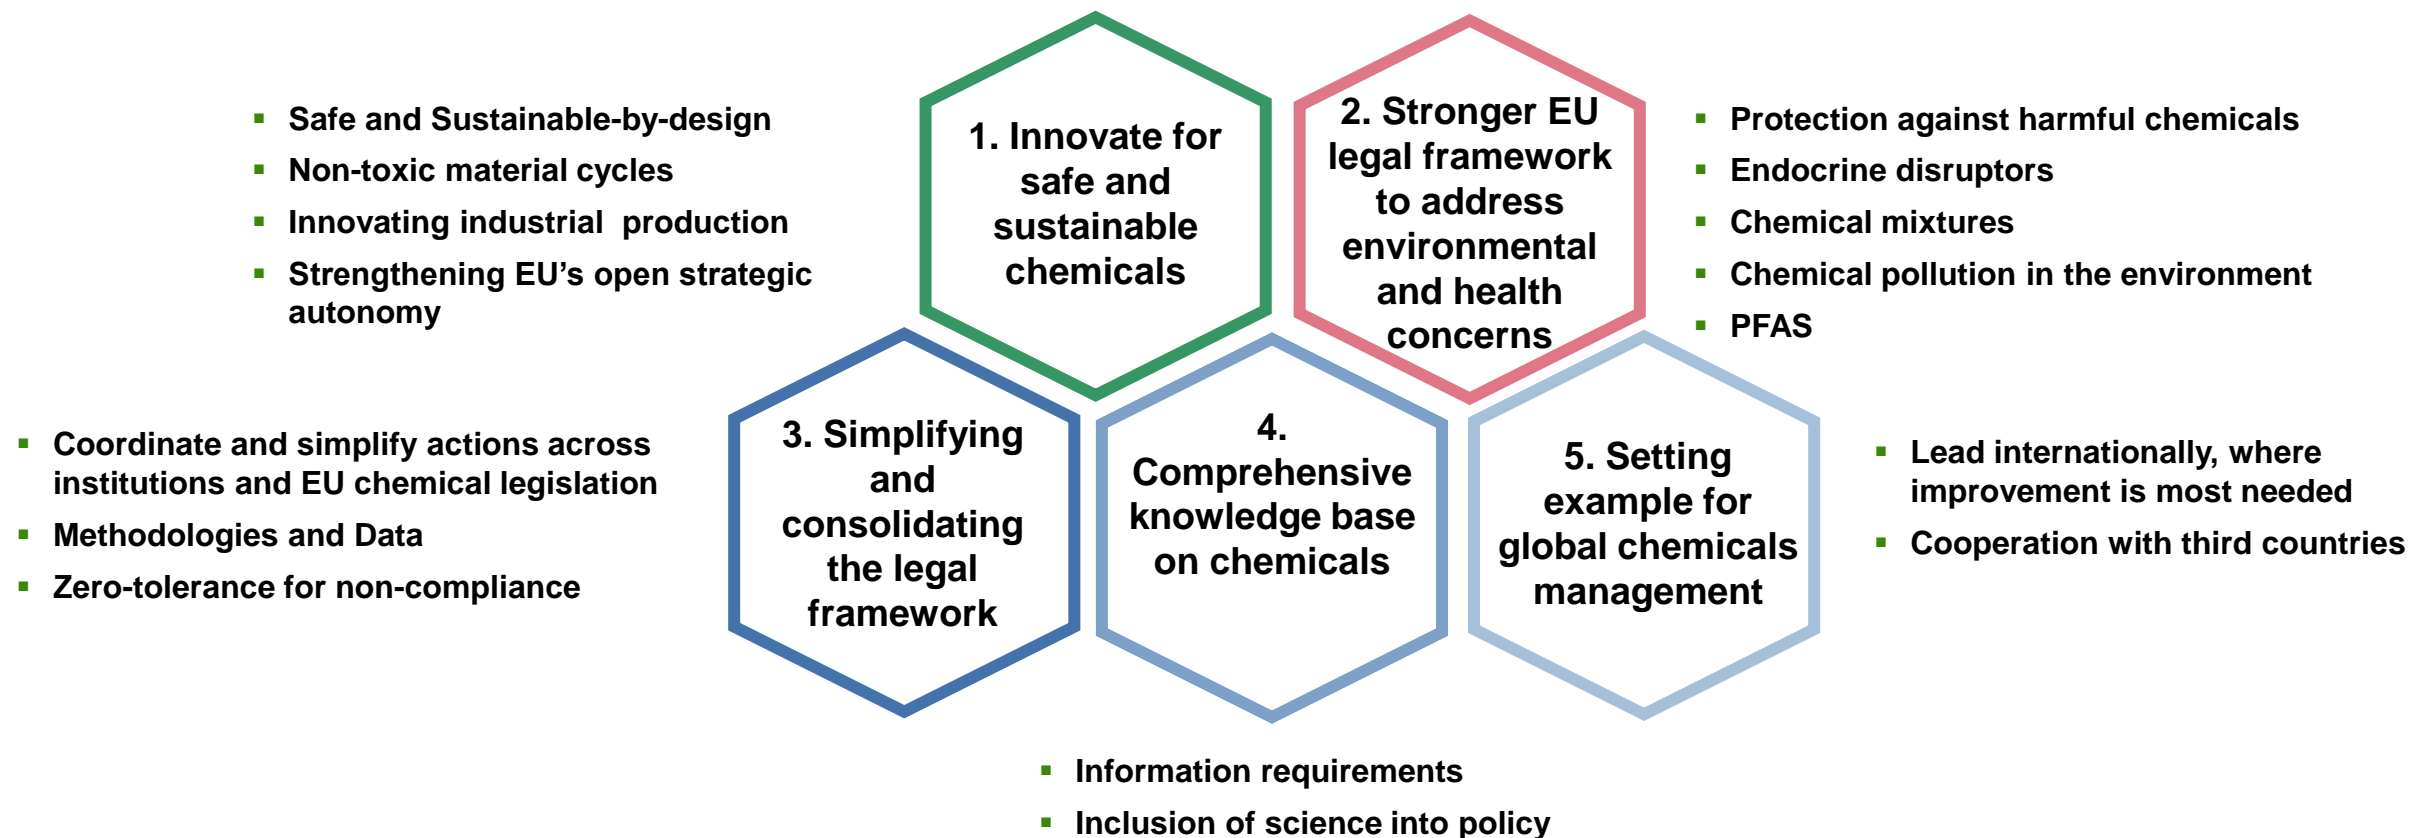 ▪ Safe and Sustainable-by-design
▪ Non-toxic material cycles
▪ Innovating industrial production
▪ Strengthening EU’s open strategic
autonomy
1. Innovate for
safe and
sustainable
chemicals
2. Stronger EU
legal framework
to address
environmental
and health
concerns
▪ Protection against harmful chemicals
▪ Endocrine disruptors
▪ Chemical mixtures
▪ Chemical pollution in the environment
▪ PFAS
▪ Coordinate and simplify actions across
institutions and EU chemical legislation
▪ Methodologies and Data
▪ Zero-tolerance for non-compliance
3. Simplifying
and
consolidating
the legal
framework
4.
Comprehensive
knowledge base
on chemicals
5. Setting
example for
global chemicals
management
▪ Lead internationally, where
improvement is most needed
▪ Cooperation with third countries
▪ Information requirements
▪ Inclusion of science into policy